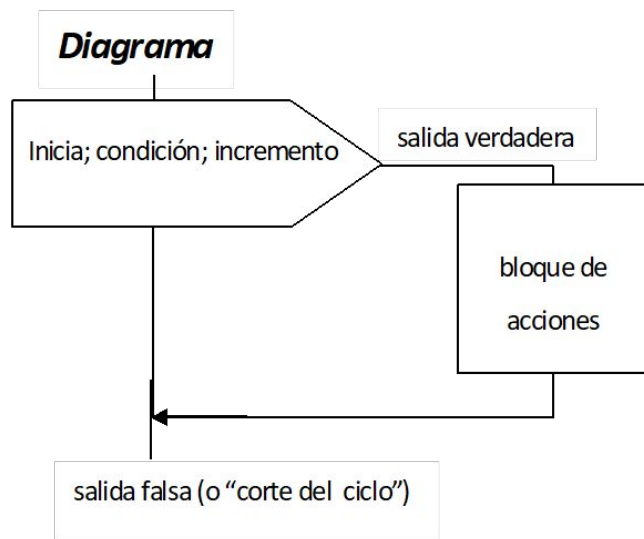 Diagrama
Inicia; condición; incremento
salida verdadera
bloque de
acciones
salida falsa (o “corte del ciclo”)